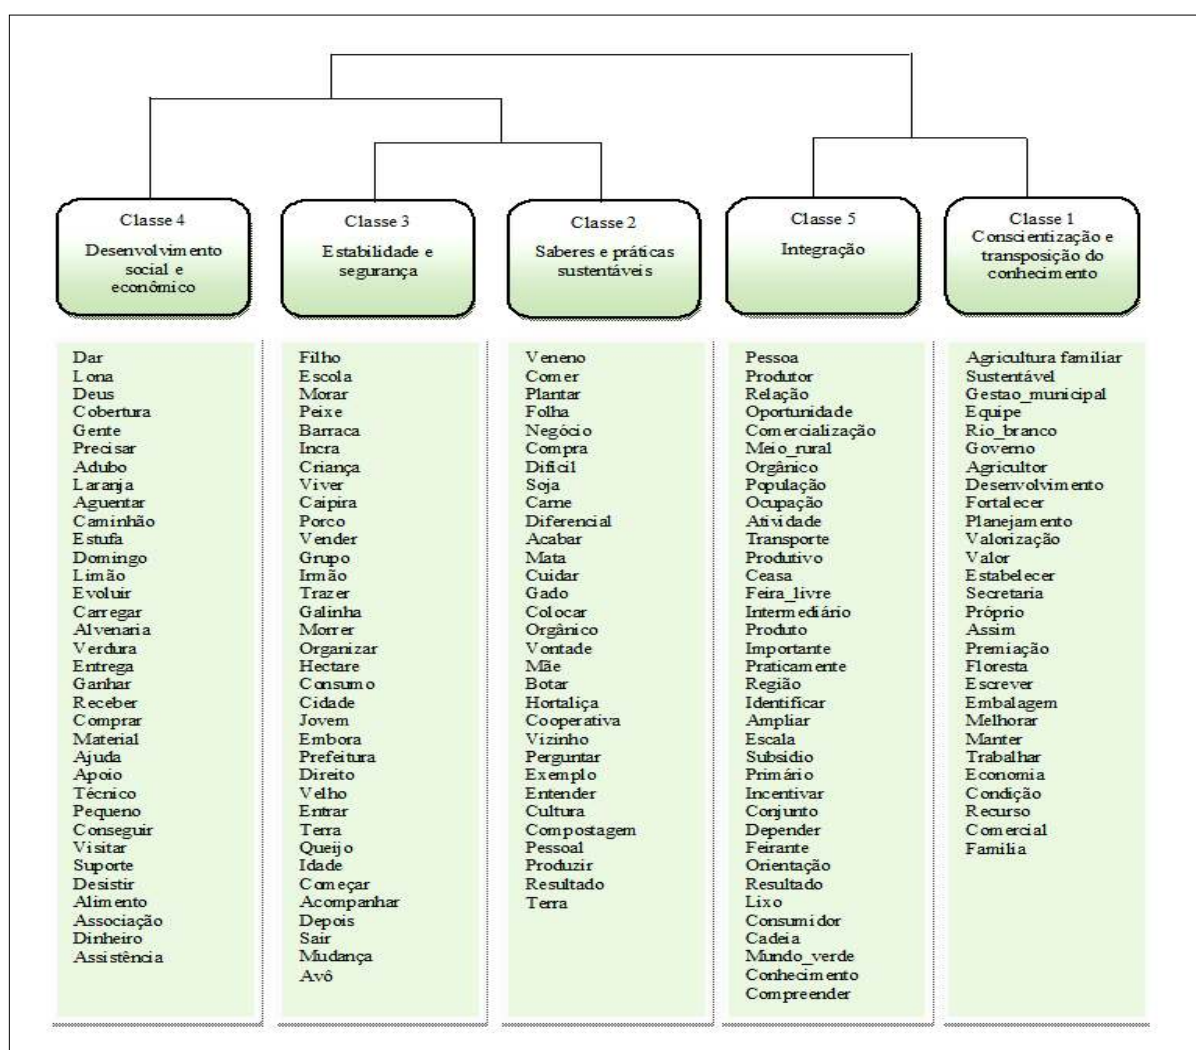 Classe 4
Desenvolvimento
social e
econômico
Classe 3
Estabilidade e
segurança
Classe 2
Saberes e práticas
sustentáveis
Classe 5
Integração
Classe 1
Conscientização e
transposição do
conhecimento
Dar
Lona
Deus
Cobertura
Gente
Precisar
Adubo
Laranja
Aguentar
Caminhão
Estufa
Domingo
Limão
Evoluir
Carregar
Alvenaria
Verdura
Entrega
Ganhar
Receber
Comprar
Material
Ajuda
Apoio
Técnico
Pequeno
Conseguir
Visitar
Suporte
Desistir
Alimento
Associação
Dinheiro
Assistência
Filho
Escola
Morar
Peixe
Barraca
Incra
Criança
Viver
Caipira
Porco
Vender
Grupo
Irmão
Trazer
Galinha
Morrer
Organizar
Hectare
Consumo
Cidade
Jovem
Embora
Prefeitura
Direito
Velho
Entrar
Terra
Queijo
Idade
Começar
Acompanhar
Depois
Sair
Mudança
Avô
Veneno
Comer
Plantar
Folha
Negócio
Compra
Difícil
Soja
Carne
Diferencial
Acabar
Mata
Cuidar
Gado
Colocar
Orgânico
Vontade
Mãe
Botar
Hortaliça
Cooperativa
Vizinho
Perguntar
Exemplo
Entender
Cultura
Compostagem
Pessoal
Produzir
Resultado
Terra
Pessoa
Produtor
Relação
Oportunidade
Comercialização
Meio_rural
Orgânico
População
Ocupação
Atividade
Transporte
Produtivo
Ceasa
Feira_livre
Intermediário
Produto
Importante
Praticamente
Região
Identificar
Ampliar
Escala
Subsídio
Primário
Incentivar
Conjunto
Depender
Feirante
Orientação
Resultado
Lixo
Consumidor
Cadeia
Mundo_verde
Conhecimento
Compreender
Agricultura familiar
Sustentável
Gestao_municipal
Equipe
Rio_branco
Governo
Agricultor
Desenvolvimento
Fortalecer
Planejamento
Valorização
Valor
Estabelecer
Secretaria
Próprio
Assim
Premiação
Floresta
Escrever
Embalagem
Melhorar
Manter
Trabalhar
Economia
Condição
Recurso
Comercial
Familia